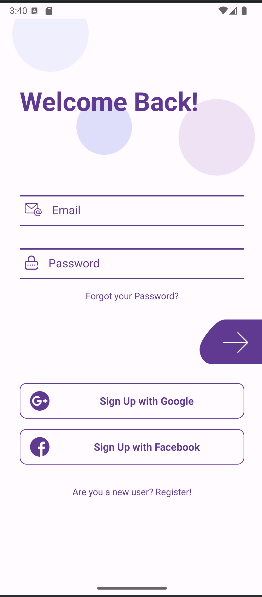 3:40
Welcome Back!
Email
Password
Forgot your Password?
Sign Up with Google
Sign Up with Facebook
Are you a new user? Register!